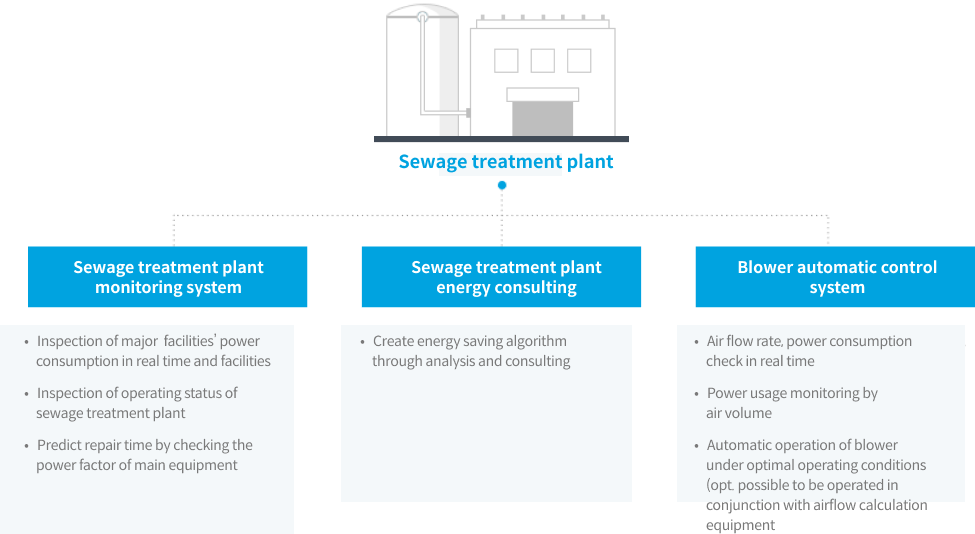 Sewage treatment plant
Sewage treatment plant
monitoring system
• Inspection of major facilities' power
consumption in real time and facilities
• Inspection of operating status of
sewage treatment plant
• Predict repair time by checking the
power factor of main equipment
Sewage treatment plant
energy consulting
• Create energy saving algorithm
through analysis and consulting
Blower automatic control
system
• Air flow rate, power consumption
check in real time
• Power usage monitoring by
air volume
• Automatic operation of blower
under optimal operating conditions
(opt. possible to be operated in
conjunction with airflow calculation
equipment